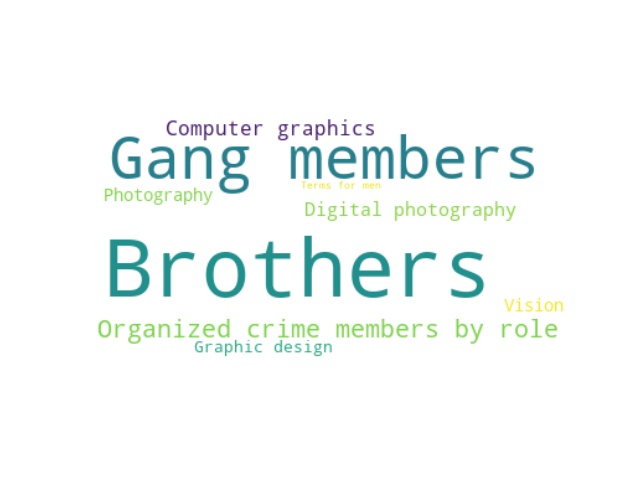 Computer graphics
Gang members
Terms for men
Photography
Digital photography
Brothers
Vision
Organized crime members by role
Graphic design